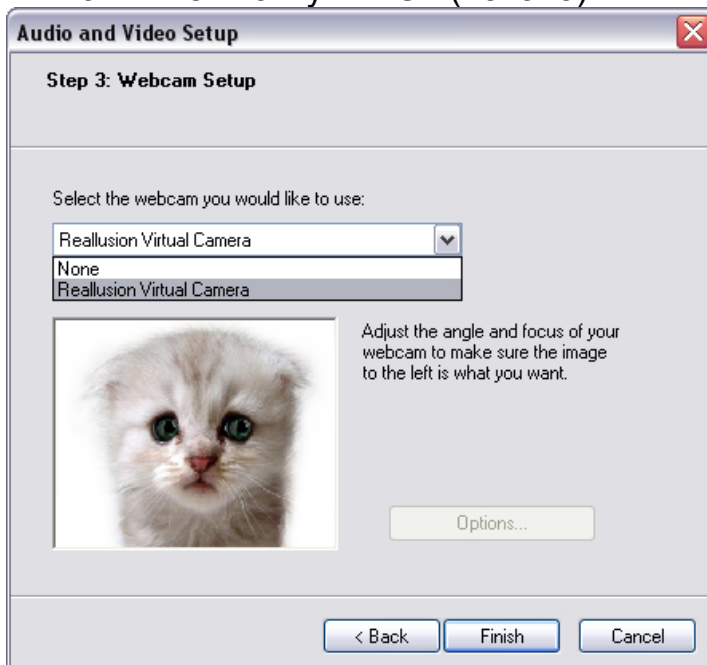 Audio and Video Setup
Step 3: Webcam Setup
Select the webcam you would like to use:
Reallusion Virtual Camera
None
Reallusion Virtual Camera
Adjust the angle and focus of your
webcam to make sure the image
to the left is what you want.
Options...
< Back
Finish
Cancel